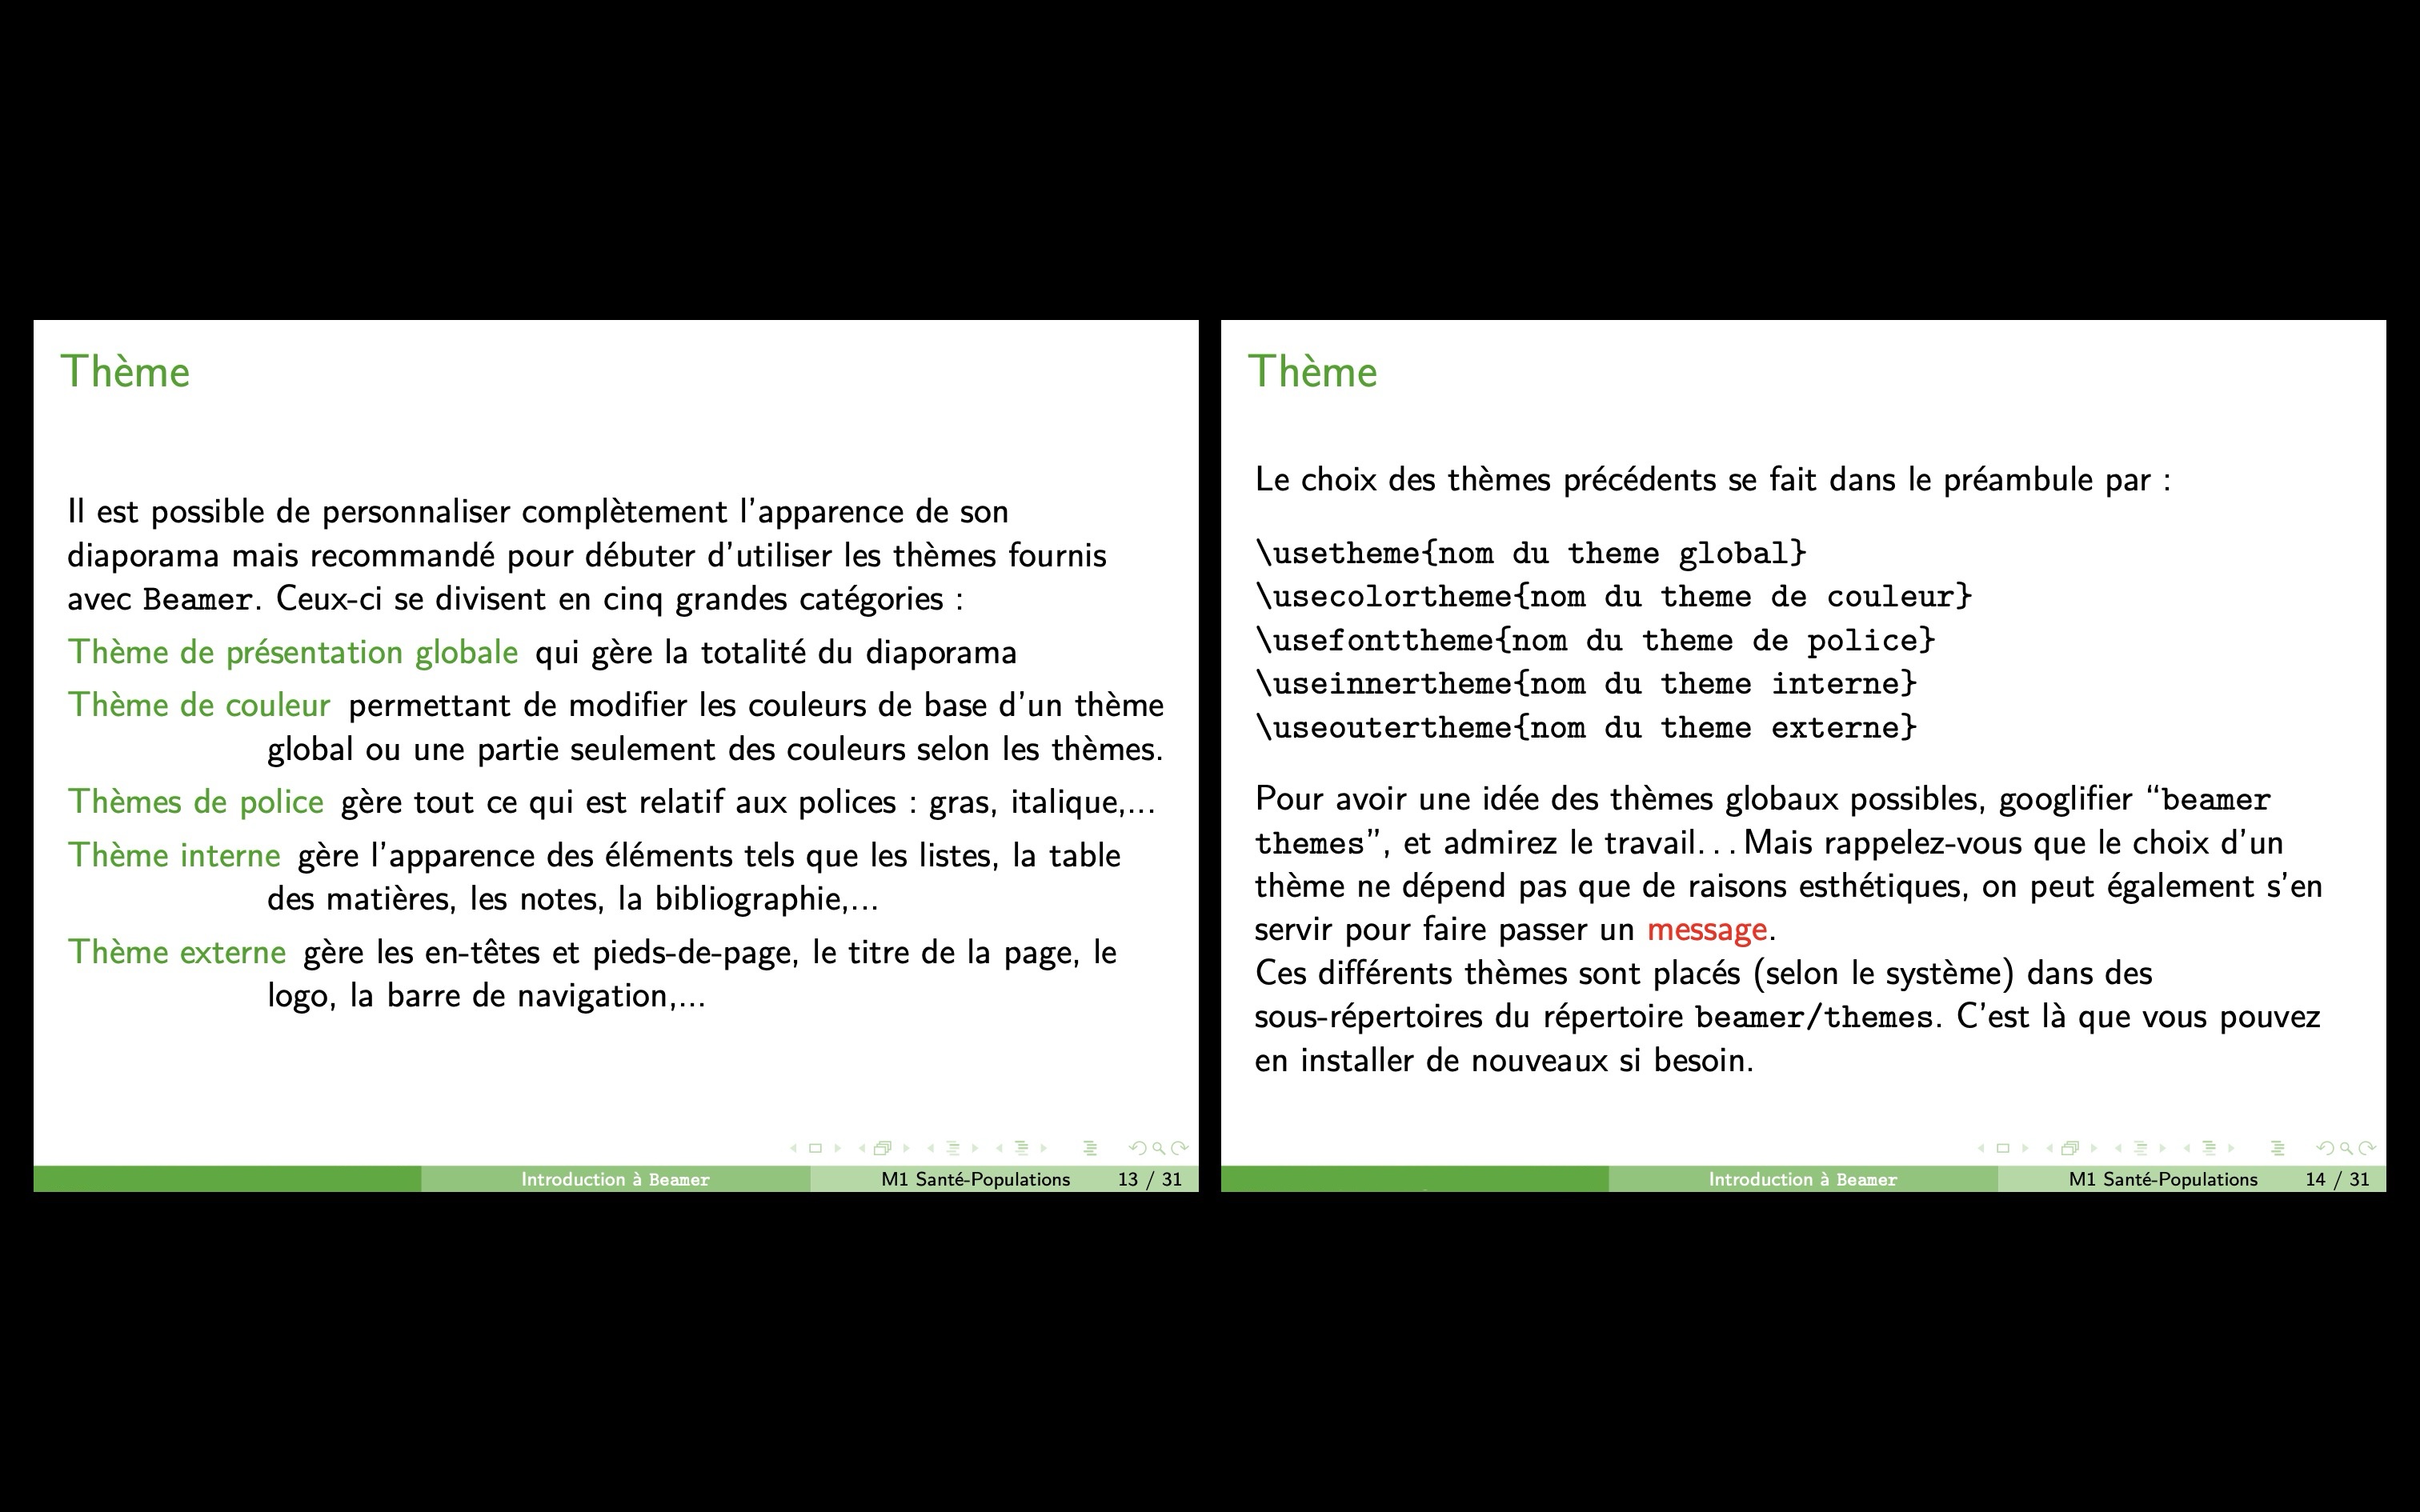 Thème
Il est possible de personnaliser complètement l'apparence de son
diaporama mais recommandé pour débuter d'utiliser les thèmes fournis
avec Beamer. Ceux-ci se divisent en cinq grandes catégories :
Thème de présentation globale qui gère la totalité du diaporama
Thème de couleur permettant de modifier les couleurs de base d'un thème
global ou une partie seulement des couleurs selon les thèmes.
Thèmes de police gère tout ce qui est relatif aux polices : gras, italique,...
Thème interne gère l'apparence des éléments tels que les listes, la table
des matières, les notes, la bibliographie,...
Thème externe gère les en-têtes et pieds-de-page, le titre de la page, le
logo, la barre de navigation,...
Introduction à Beamer M1 Santé-Populations 13 / 31
Thème
Le choix des thèmes précédents se fait dans le préambule par :
\usetheme{nom du theme global}
\usecolortheme{nom du theme de couleur}
\usefonttheme{nom du theme de police}
\useinnertheme{nom du theme interne}
\useoutertheme{nom du theme externe}
Pour avoir une idée des thèmes globaux possibles, googlifier “beamer
themes”, et admirez le travail... Mais rappelez-vous que le choix d'un
thème ne dépend pas que de raisons esthétiques, on peut également s'en
servir pour faire passer un message.
Ces différents thèmes sont placés (selon le système) dans des
sous-répertoires du répertoire beamer/themes. C'est là que vous pouvez
en installer de nouveaux si besoin.
Introduction à Beamer M1 Santé-Populations 14 / 31